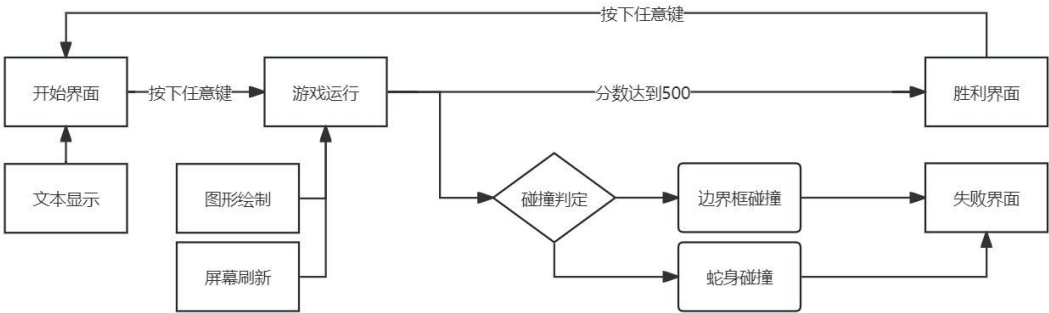 按下任意键
开始界面
按下任意键
游戏运行
分数达到500
胜利界面
文本显示
图形绘制
碰撞判定
边界框碰撞
失败界面
屏幕刷新
蛇身碰撞